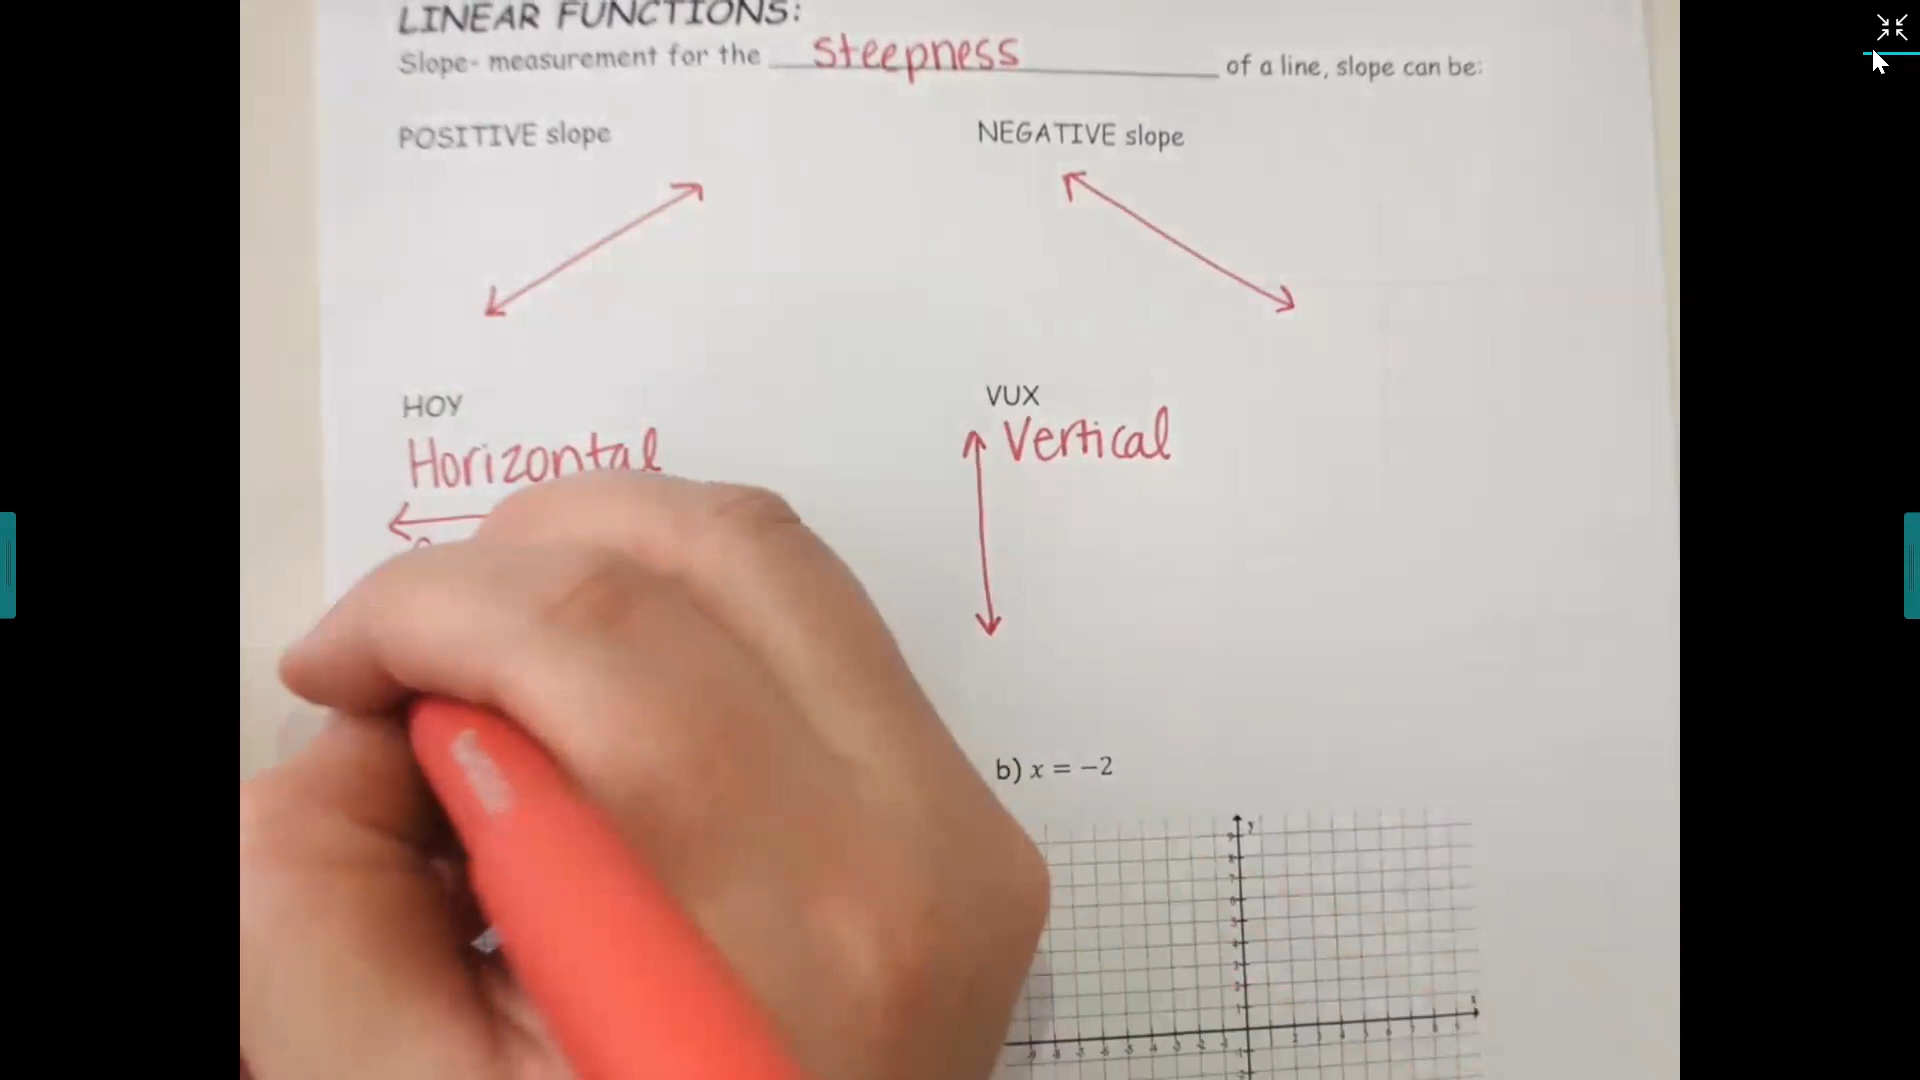 LINEAR FUNCTIONS:
Slope- measurement for the steepness of a line, slope can be:
POSITIVE slope
NEGATIVE slope
HOY
Horizontal
VUX
Vertical
b) x = −2
y
x